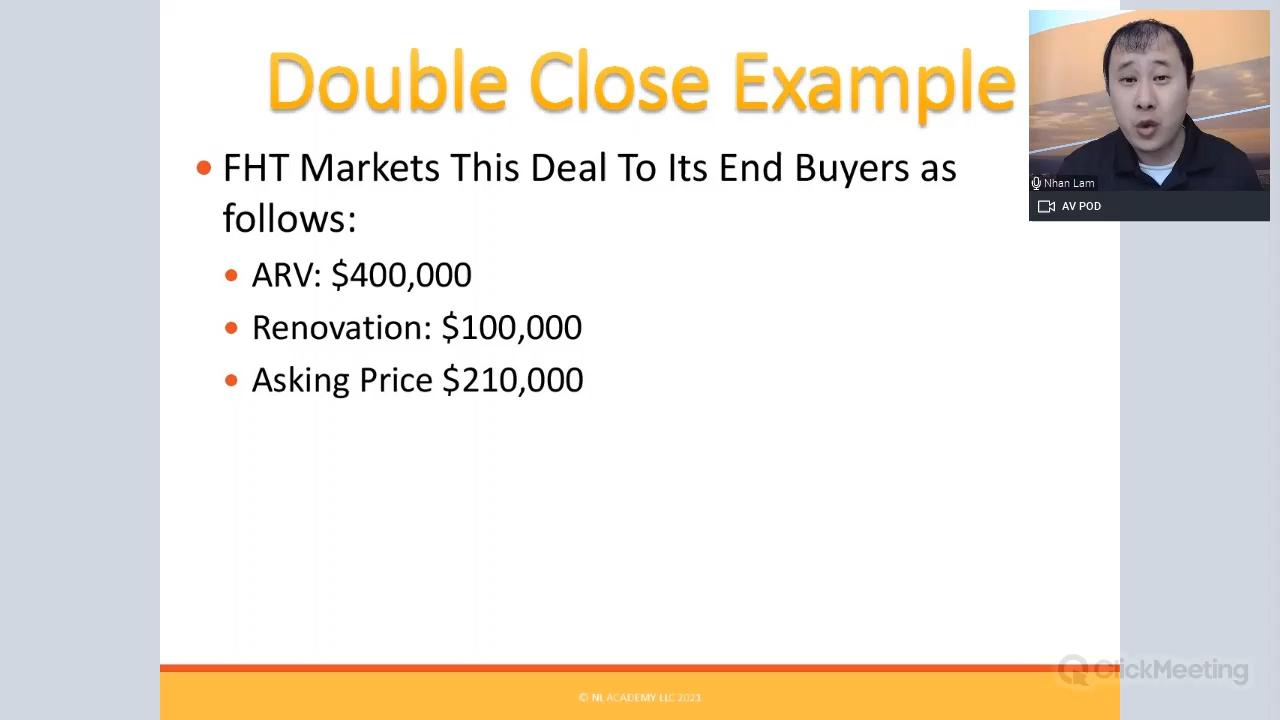 Double Close Example
FHT Markets This Deal To Its End Buyers as
follows:
ARV: $400,000
Renovation: $100,000
Asking Price $210,000
Nhan Lam
AV POD
ClickMeeting
© NL ACADEMY LLC 2021